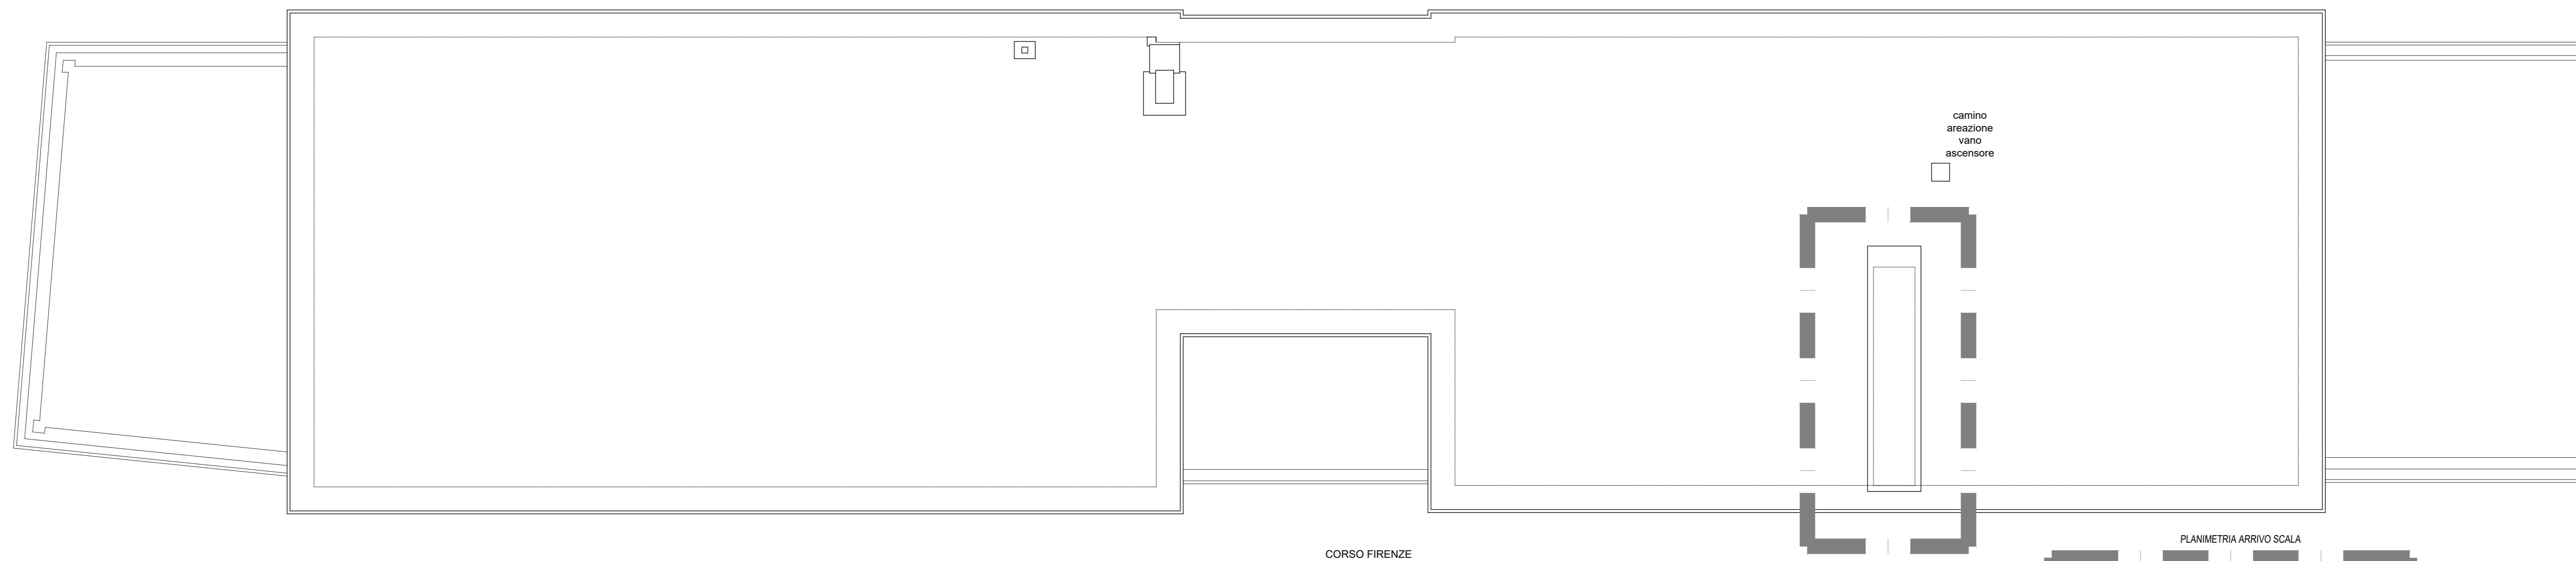 camino
areazione
vano
ascensore
PLANIMETRIA ARRIVO SCALA
CORSO FIRENZE